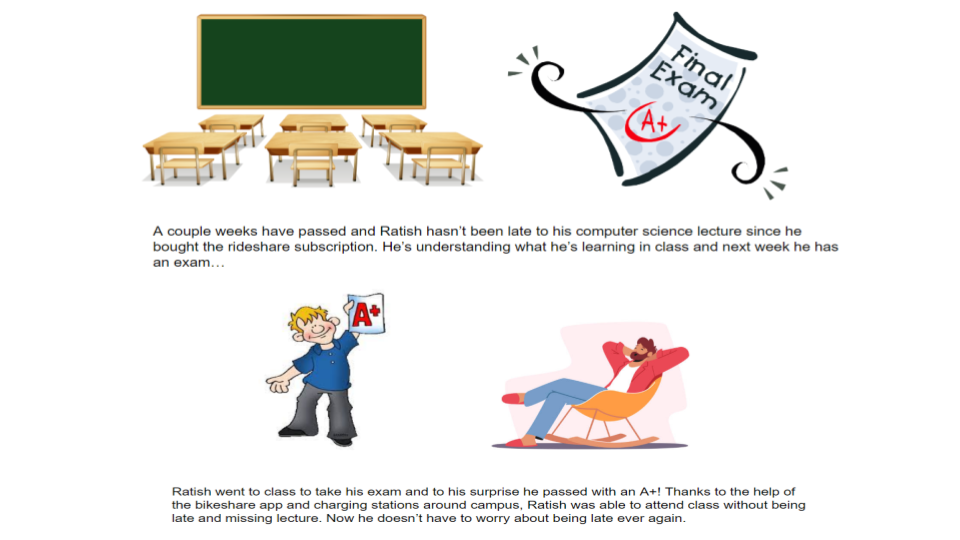 Final
Exam
A+
A couple weeks have passed and Ratish hasn't been late to his computer science lecture since he
bought the rideshare subscription. He's understanding what he's learning in class and next week he has
an exam…
A+
Ratish went to class to take his exam and to his surprise he passed with an A+! Thanks to the help of
the bikeshare app and charging stations around campus, Ratish was able to attend class without being
late and missing lecture. Now he doesn't have to worry about being late ever again.